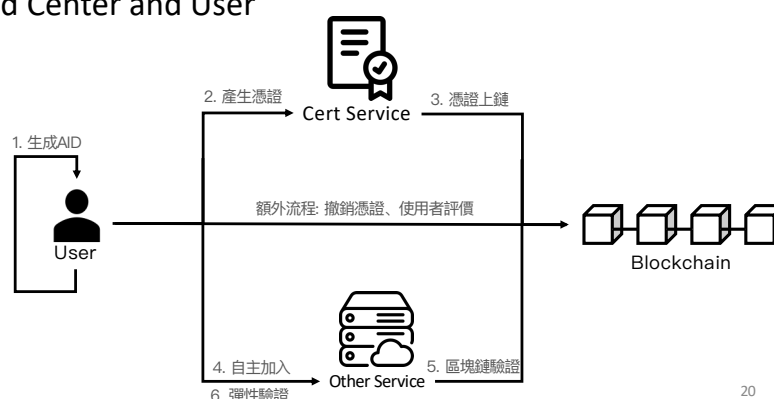 d Center and User
2. 產生憑證
Cert Service
3. 憑證上鏈
1. 生成AID
User
額外流程: 撤銷憑證、使用者評價
Blockchain
4. 自主加入
6. 彈性驗證
Other Service
5. 區塊鏈驗證
20